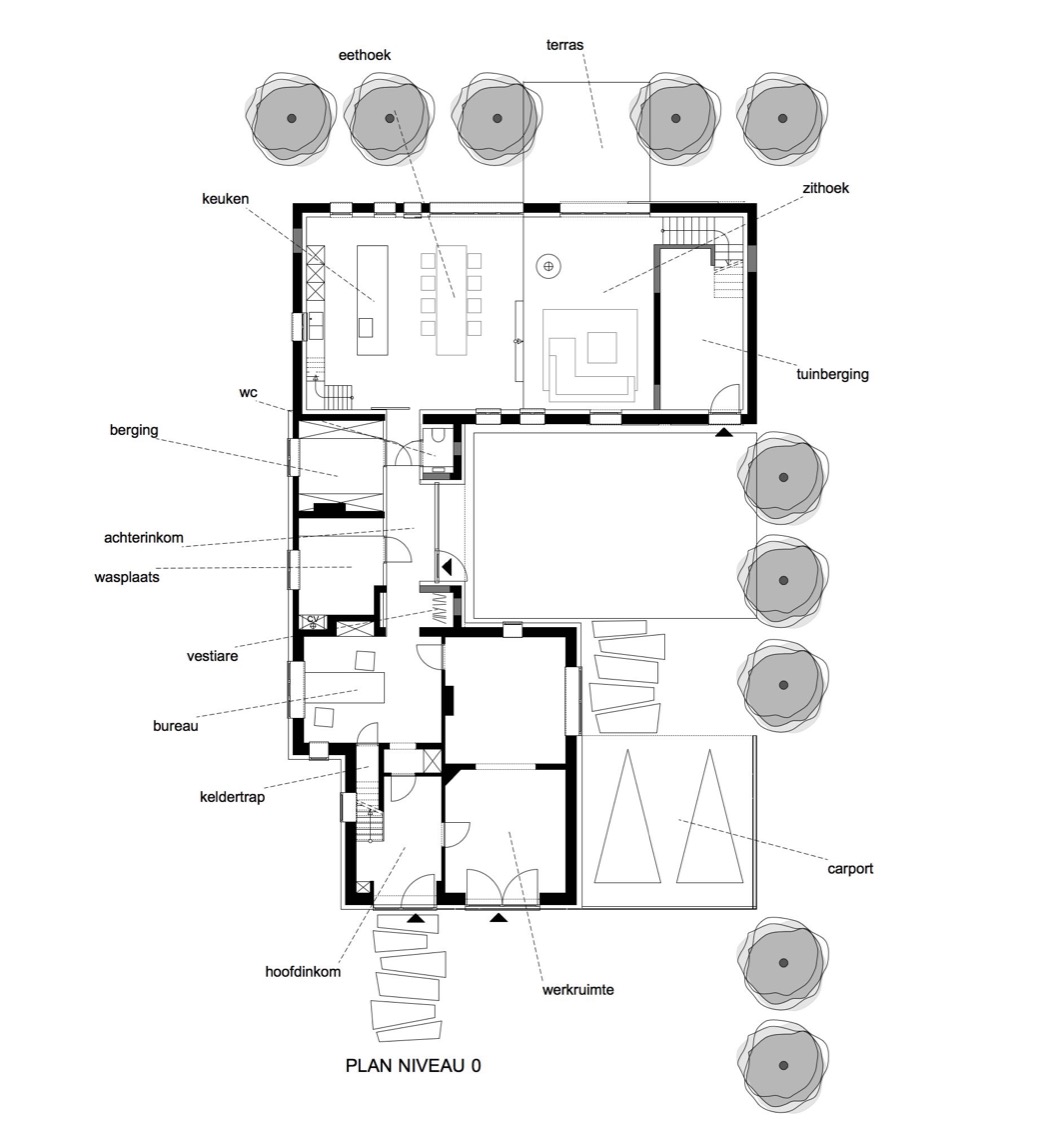 terras
eethoek
zithoek
keuken
tuinberging
wc
berging
achterinkom
wasplaats
CV
vestiare
bureau
keldertrap
carport
hoofdinkom
werkruimte
PLAN NIVEAU 0